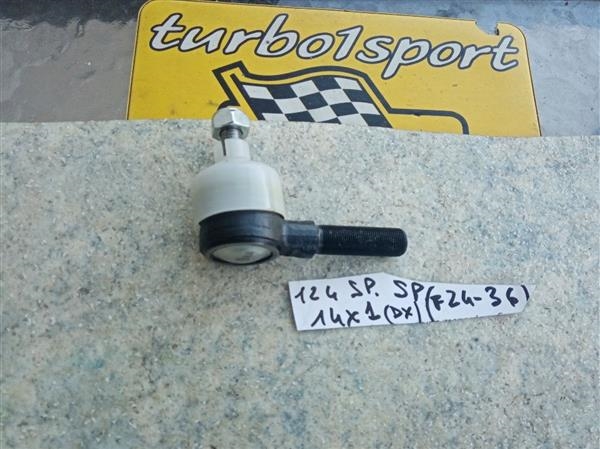 turbo1sport
124 SP. SP (F24-36)
14x1 (DX)